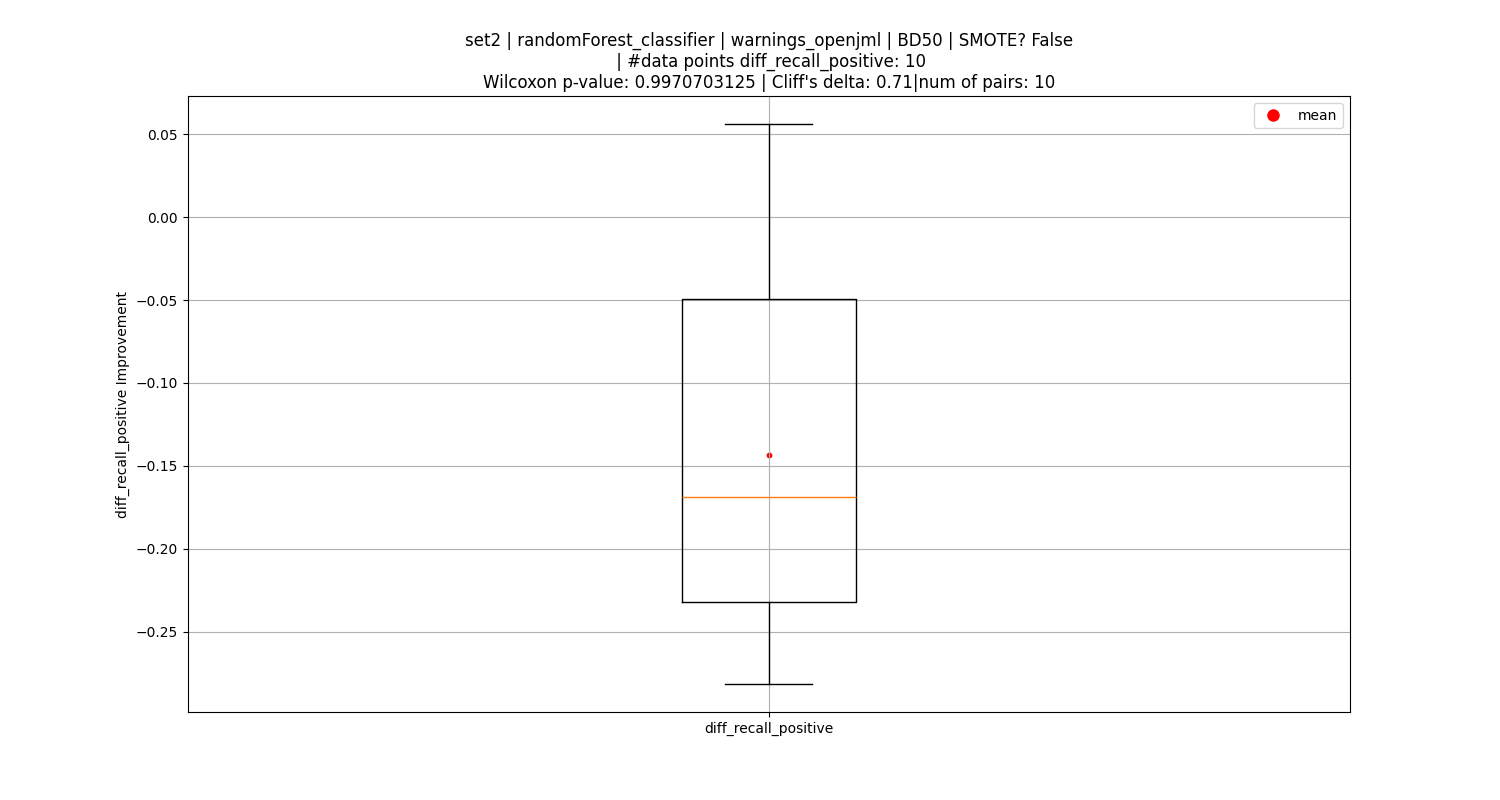 set2 | randomForest_classifier | warnings_openjml | BD50 | SMOTE? False
| #data points diff_recall_positive: 10
Wilcoxon p-value: 0.9970703125 | Cliff's delta: 0.71|num of pairs: 10
mean
0.05
0.00
−0.05
−0.10
−0.15
−0.20
−0.25
diff_recall_positive Improvement
diff_recall_positive